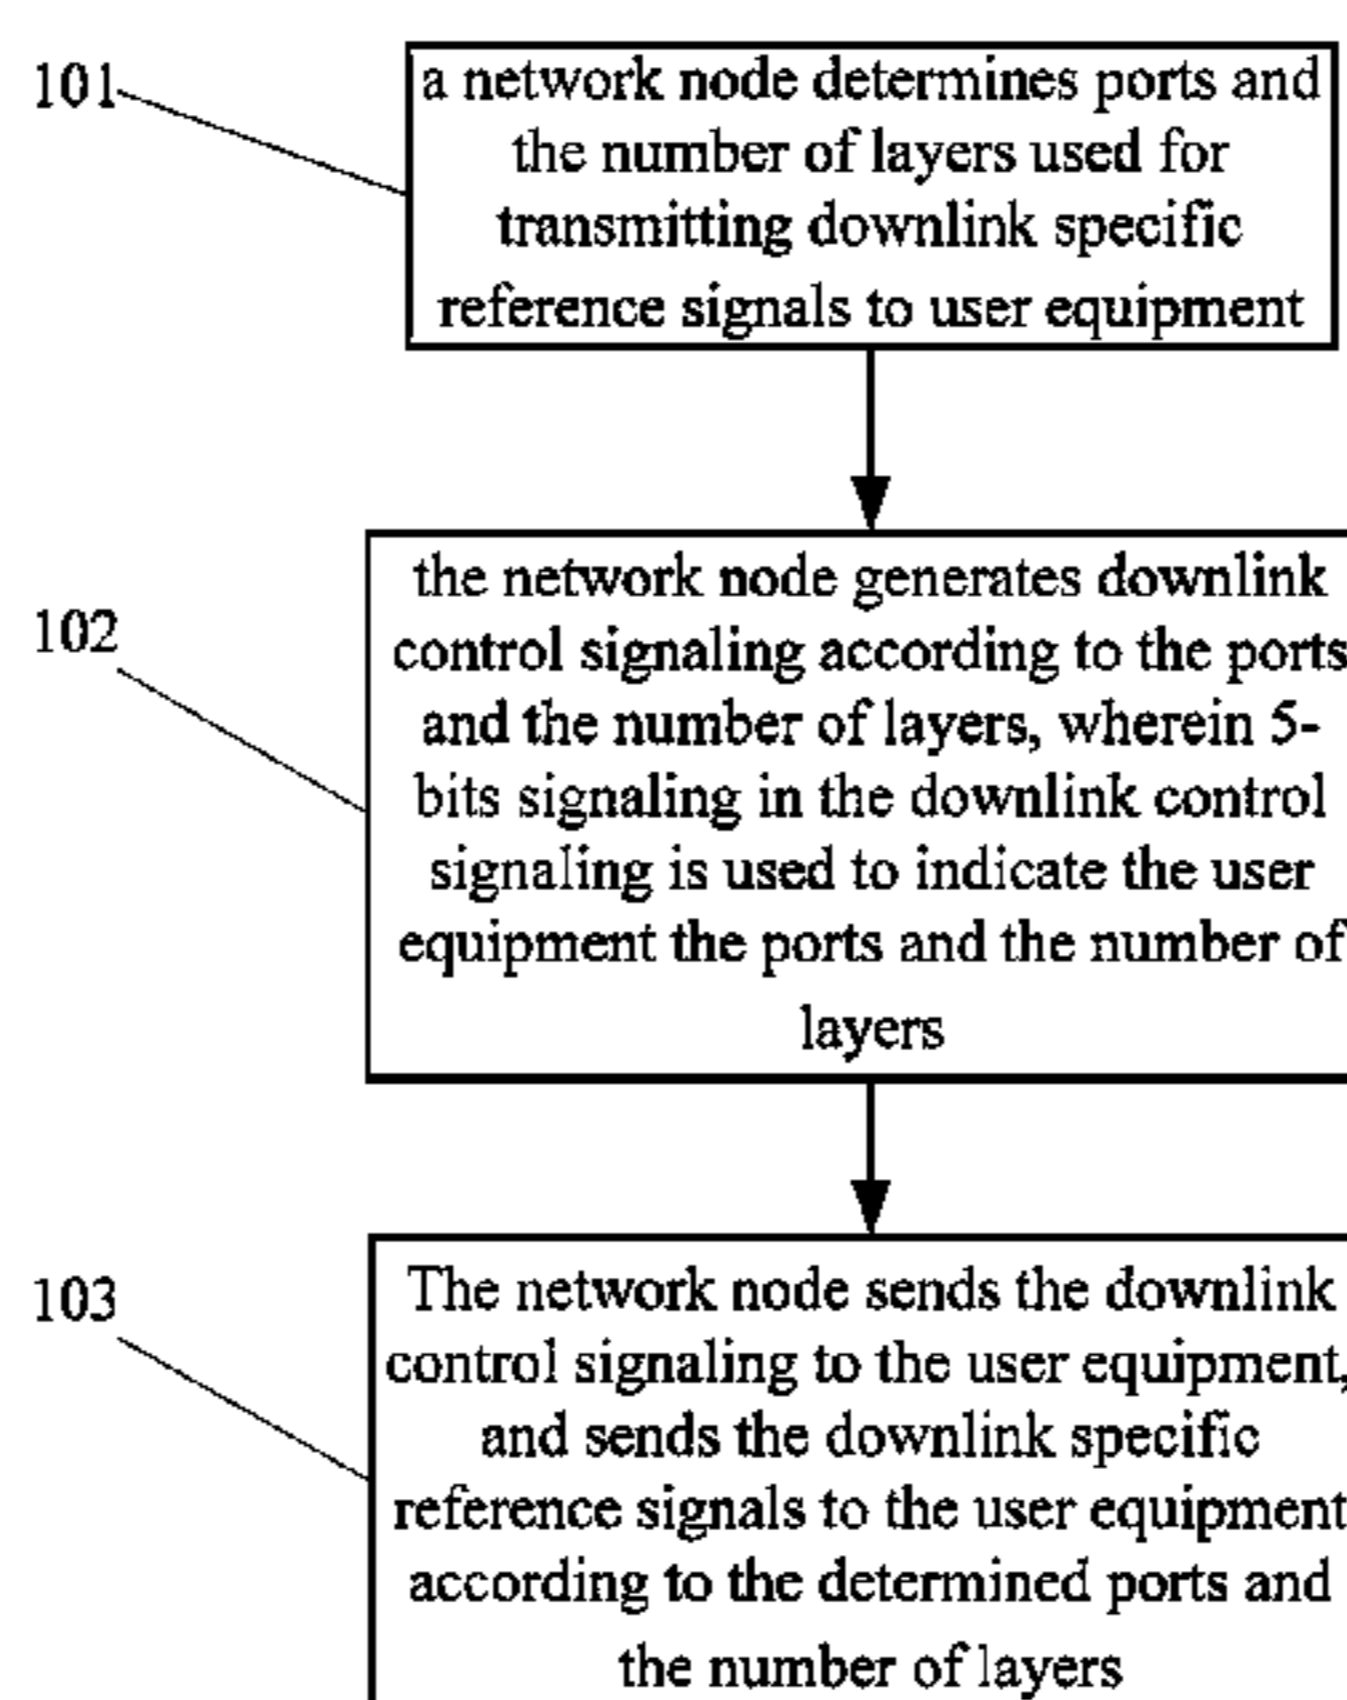 101
a network node determines ports and
the number of layers used for
transmitting downlink specific
reference signals to user equipment
102
the network node generates downlink
control signaling according to the ports
and the number of layers, wherein 5-
bits signaling in the downlink control
signaling is used to indicate the user
equipment the ports and the number of
layers
103
The network node sends the downlink
control signaling to the user equipment,
and sends the downlink specific
reference signals to the user equipment
according to the determined ports and
the number of layers